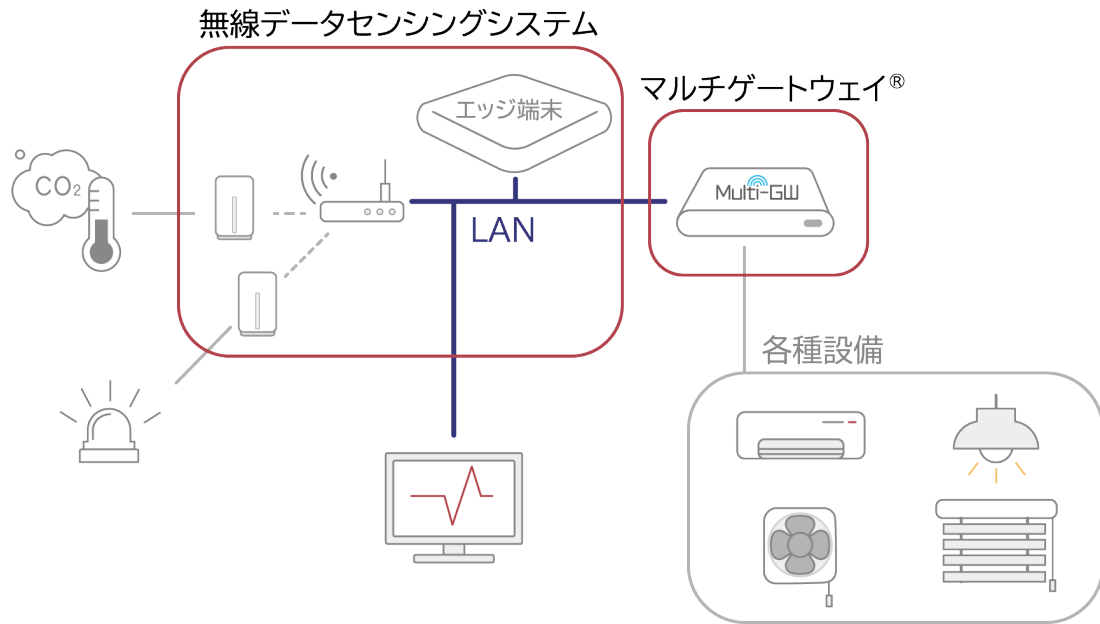 無線データセンシングシステム
マルチゲートウェイ®
エッジ端末
CO₂
Multi-GW
LAN
各種設備